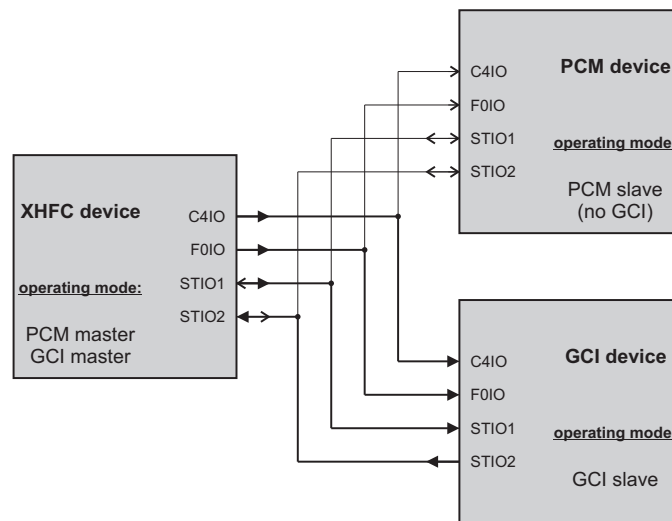 XHFC device
C4IO
F0IO
operating mode:
STIO1
STIO2
PCM master
GCI master
C4IO
PCM device
F0IO
STIO1
operating mode
STIO2
PCM slave
(no GCI)
C4IO
GCI device
F0IO
STIO1
operating mode
STIO2
GCI slave